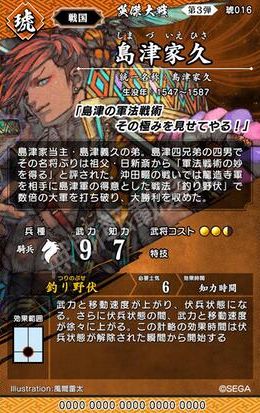 琥
戦国
英傑大戦
第3弾
琥016
しま づ いえ ひさ
島津家久
統一名称：島津家久
生没年：1547～1587
「島津の軍法戦術
その極みを見せてやる！」
島津家当主・島津義久の弟、島津四兄弟の四男で
その名将ぶりは祖父・日新斎から「軍法戦術の妙
を得る」と評された。沖田畷の戦いでは龍造寺軍
を相手に島津軍の得意とした戦法「釣り野伏」で
数倍の大軍を打ち破り、大勝利を収めた。
兵種 武力 知力 武将コスト
騎兵 9 7 特技
つりのぶせ 必要士気 効果時間
釣り野伏 6 知力時間
効果範囲
武力と移動速度が上がり、伏兵状態にな
る。さらに伏兵状態の間、武力と移動速度
が徐々に上がる。この計略の効果時間は伏
兵状態が解除された瞬間から開始する
Illustration:風間雷太
©SEGA
0000 0000 0000 0000 0000